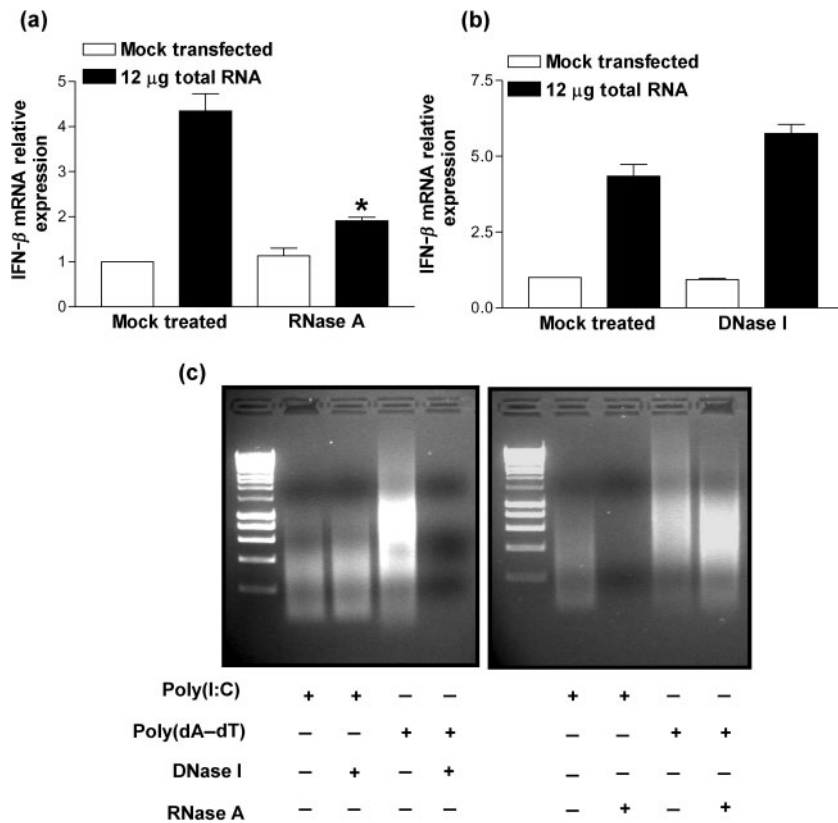 (a)
Mock transfected
12 μg total RNA
IFN-β mRNA relative
expression
5
4
3
2
1
0
*
Mock treated
RNase A
(b)
Mock transfected
12 μg total RNA
IFN-β mRNA relative
expression
7.5
5.0
2.5
0.0
Mock treated
DNase I
(c)
Poly(I:C) + + – – + + – –
Poly(dA–dT) – – + + – – + +
DNase I – + – + – – – –
RNase A – – – – – + – +